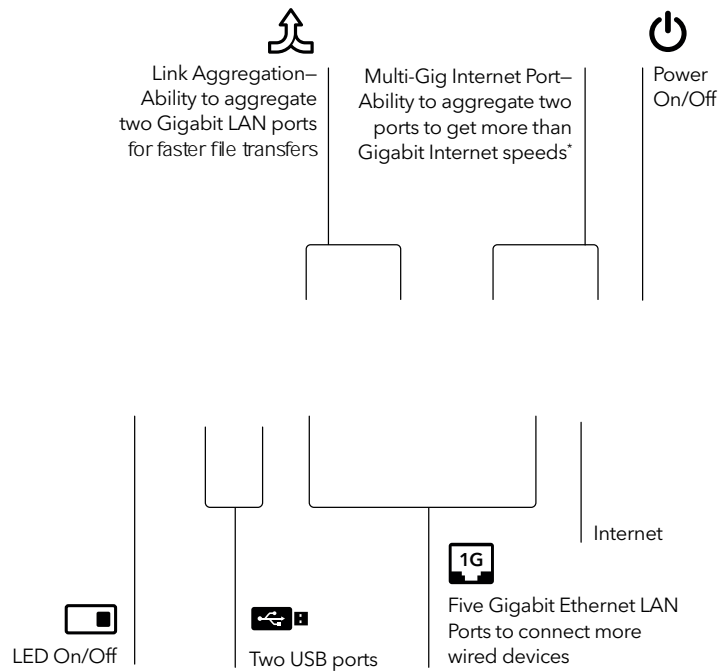 Link Aggregation—
Ability to aggregate
two Gigabit LAN ports
for faster file transfers
Multi-Gig Internet Port—
Ability to aggregate two
ports to get more than
Gigabit Internet speeds*
Power
On/Off
Internet
1G
Five Gigabit Ethernet LAN
Ports to connect more
wired devices
LED On/Off
Two USB ports